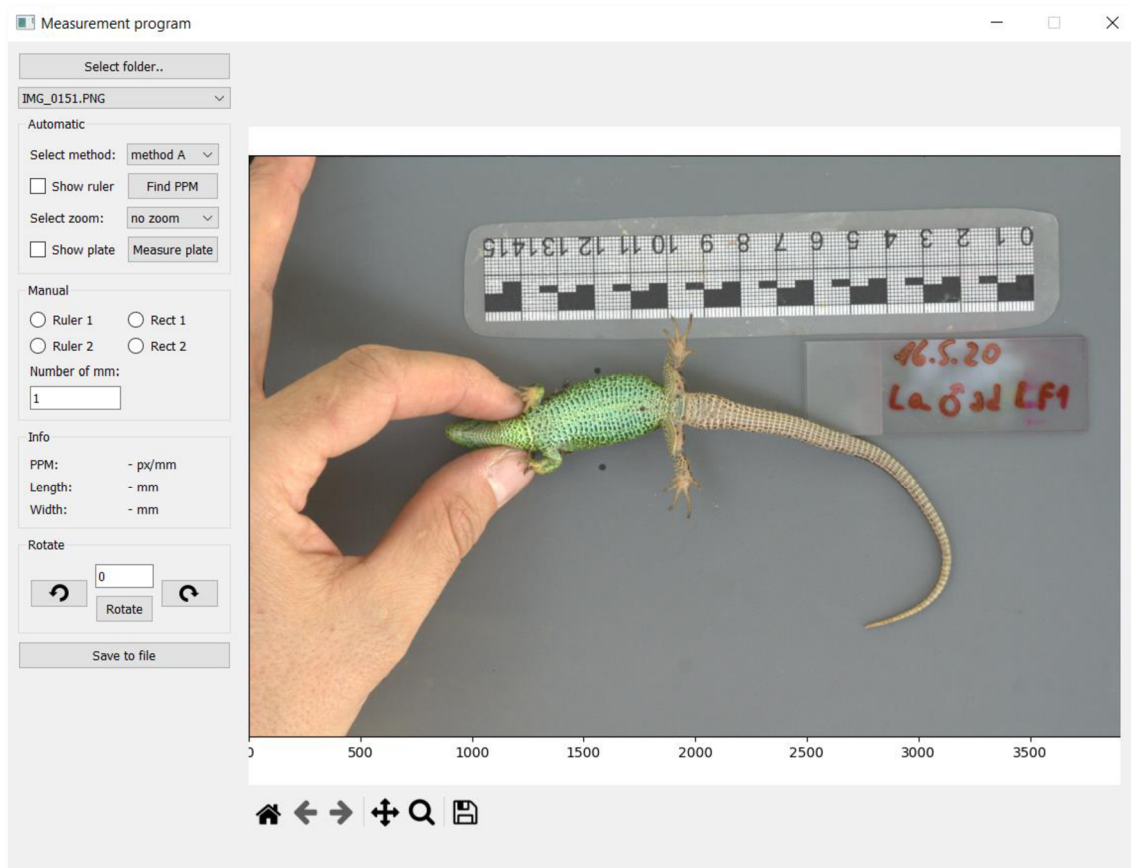 Measurement program
Select folder..
IMG_0151.PNG
Automatic
Select method: method A
Show ruler Find PPM
Select zoom: no zoom
Show plate Measure plate
Manual
Ruler 1 Rect 1
Ruler 2 Rect 2
Number of mm:
1
Info
PPM: - px/mm
Length: - mm
Width: - mm
Rotate
0
Rotate
Save to file
15 14 13 12 11 10 9 8 7 6 5 4 3 2 1 0
16.5.20
La ♂ ad LF1
0 500 1000 1500 2000 2500 3000 3500